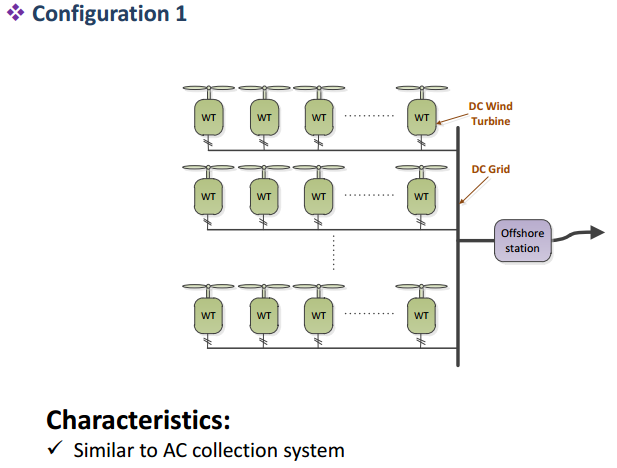 ❖ Configuration 1
WT WT WT WT
DC Wind
Turbine
DC Grid
WT WT WT WT
Offshore
station
WT WT WT WT
Characteristics:
✓ Similar to AC collection system